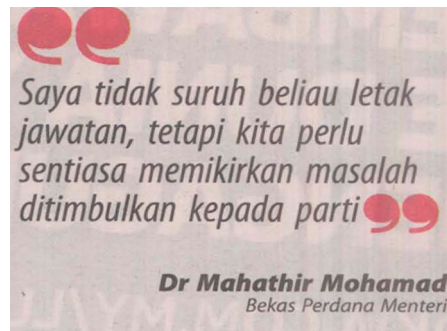 Saya tidak suruh beliau letak
jawatan, tetapi kita perlu
sentiasa memikirkan masalah
ditimbulkan kepada parti
Dr Mahathir Mohamad
Bekas Perdana Menteri